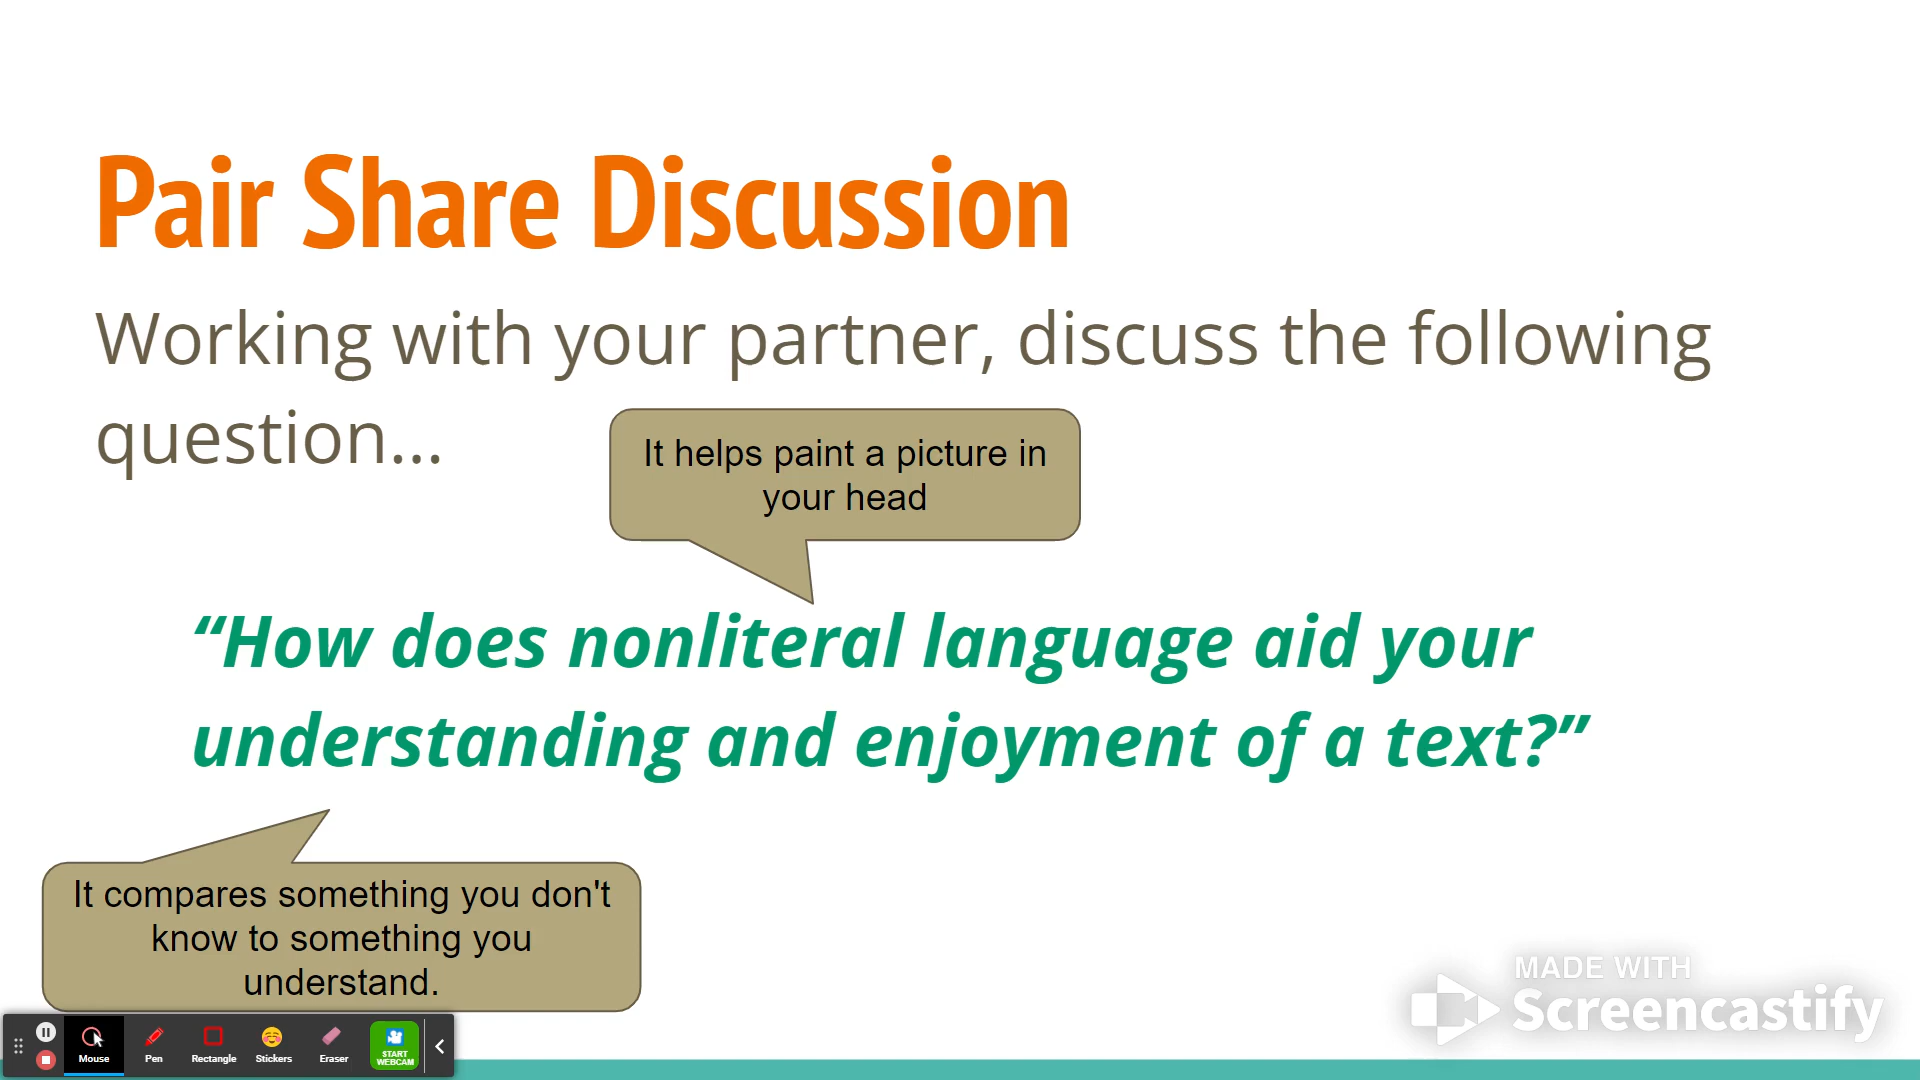 Pair Share Discussion
Working with your partner, discuss the following
question...
It helps paint a picture in
your head
“How does nonliteral language aid your
understanding and enjoyment of a text?”
It compares something you don't
know to something you
understand.
MADE WITH
Screencastify
Mouse
Pen
Rectangle
Stickers
Eraser
START
WEBCAM